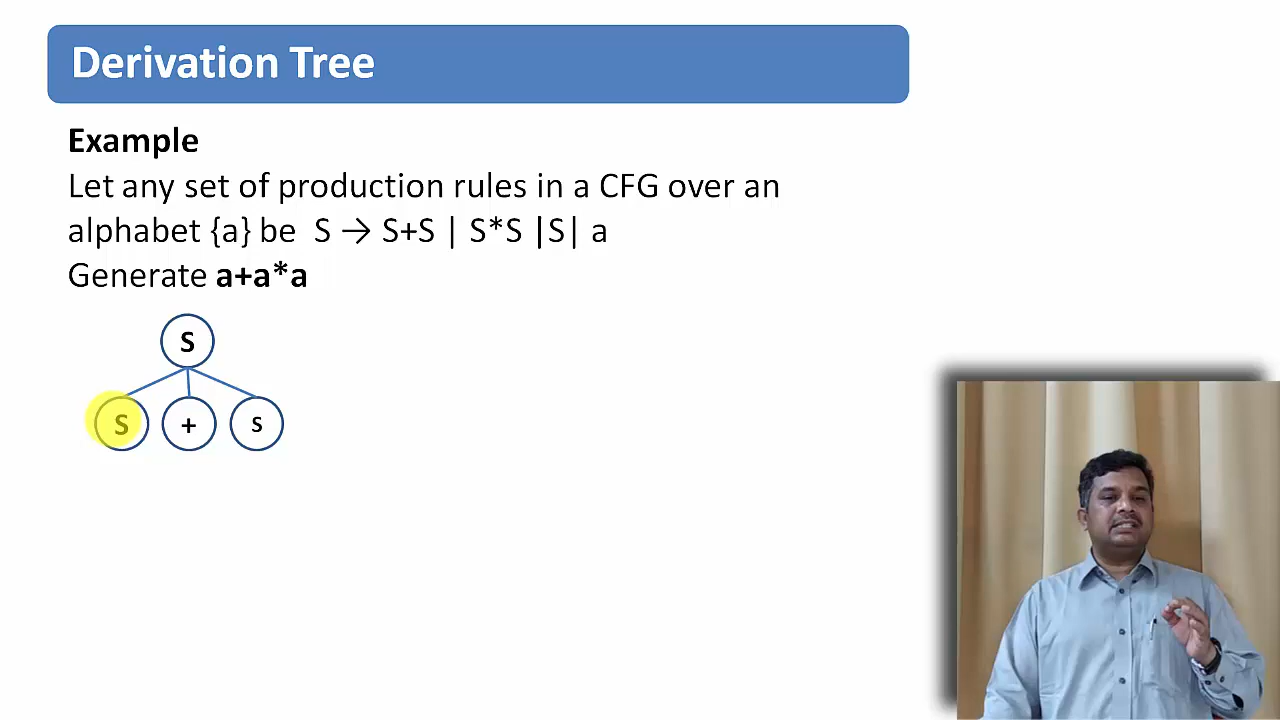 Derivation Tree
Example
Let any set of production rules in a CFG over an
alphabet {a} be S → S+S | S*S |S| a
Generate a+a*a
S
S + S